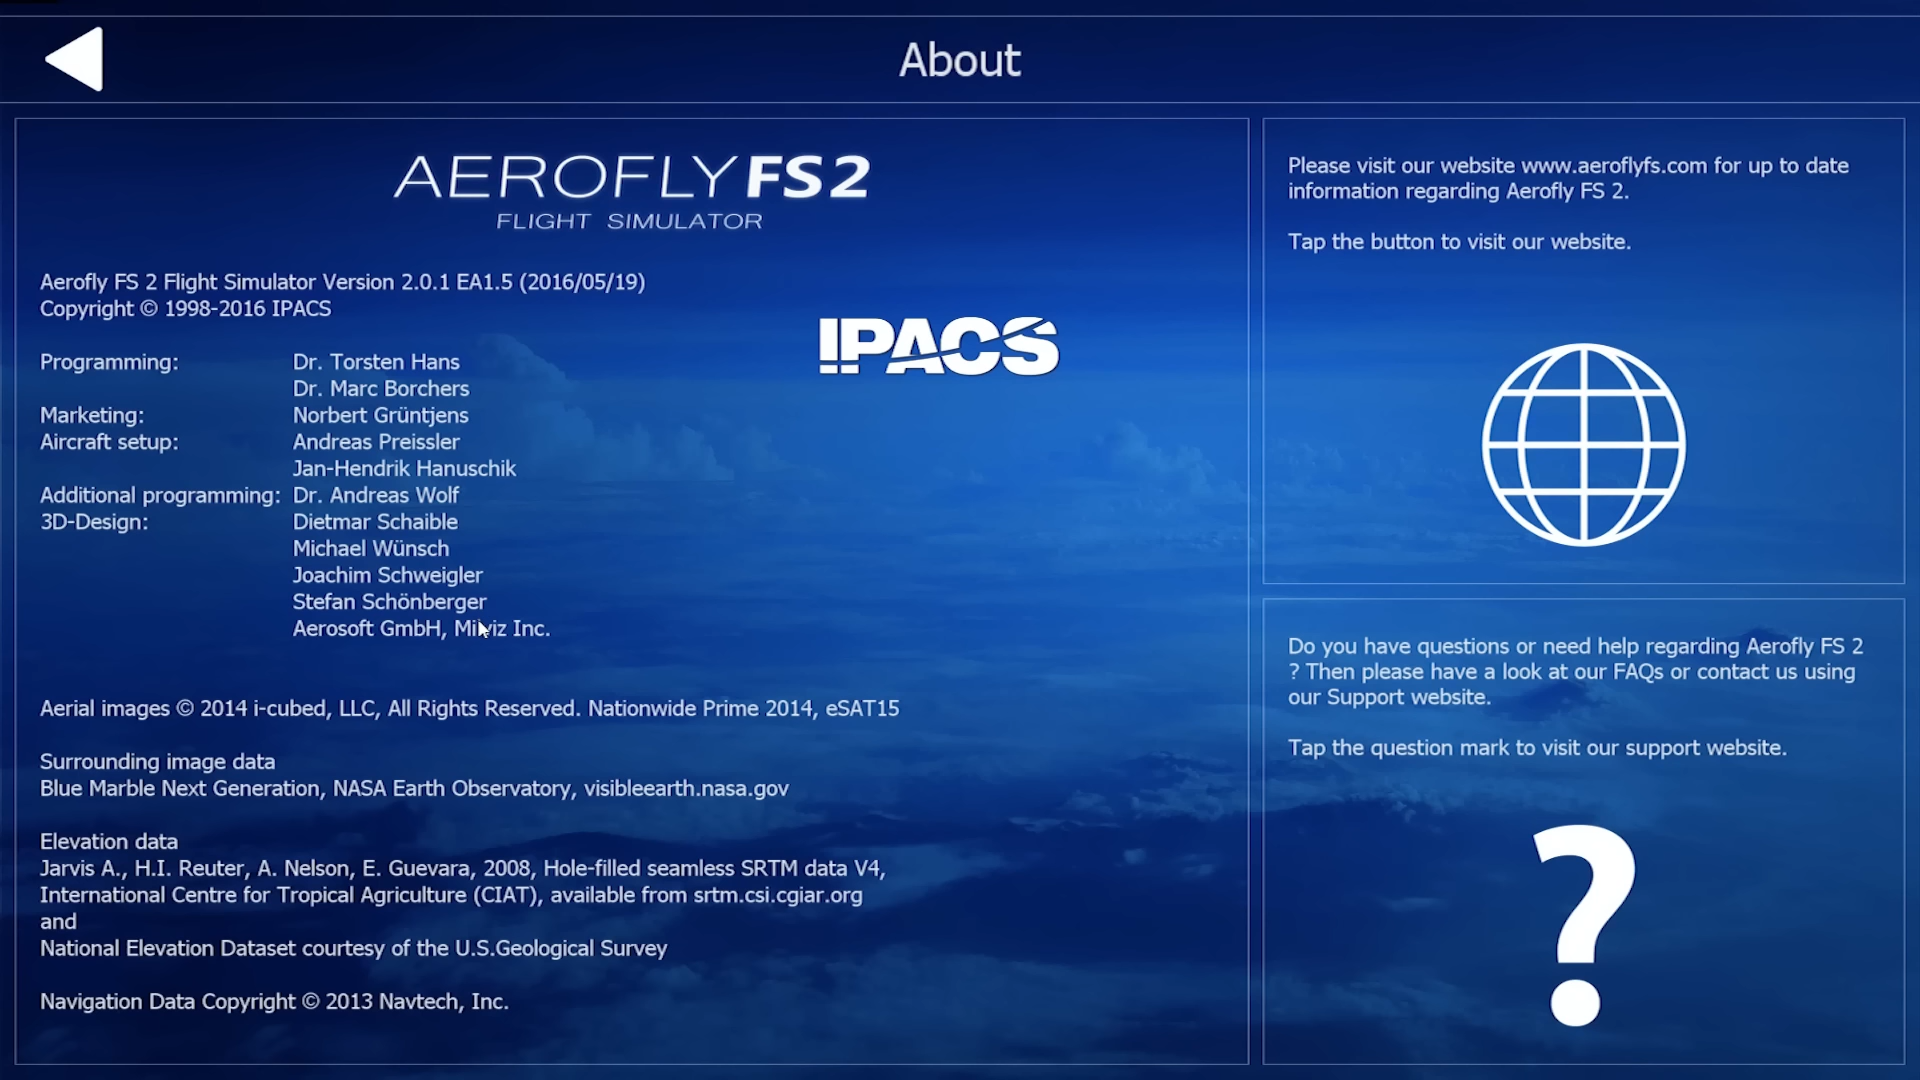 About
AEROFLY FS2
FLIGHT SIMULATOR
Aerofly FS 2 Flight Simulator Version 2.0.1 EA1.5 (2016/05/19)
Copyright © 1998-2016 IPACS
IPACS
Programming: Dr. Torsten Hans
Dr. Marc Borchers
Marketing: Norbert Grüntjens
Aircraft setup: Andreas Preissler
Jan-Hendrik Hanuschik
Additional programming: Dr. Andreas Wolf
3D-Design: Dietmar Schaible
Michael Wünsch
Joachim Schweigler
Stefan Schönberger
Aerosoft GmbH, Milviz Inc.
Aerial images © 2014 i-cubed, LLC, All Rights Reserved. Nationwide Prime 2014, eSAT15
Surrounding image data
Blue Marble Next Generation, NASA Earth Observatory, visibleearth.nasa.gov
Elevation data
Jarvis A., H.I. Reuter, A. Nelson, E. Guevara, 2008, Hole-filled seamless SRTM data V4,
International Centre for Tropical Agriculture (CIAT), available from srtm.csi.cgiar.org
and
National Elevation Dataset courtesy of the U.S.Geological Survey
Navigation Data Copyright © 2013 Navtech, Inc.
Please visit our website www.aeroflyfs.com for up to date
information regarding Aerofly FS 2.
Tap the button to visit our website.
Do you have questions or need help regarding Aerofly FS 2
? Then please have a look at our FAQs or contact us using
our Support website.
Tap the question mark to visit our support website.
?